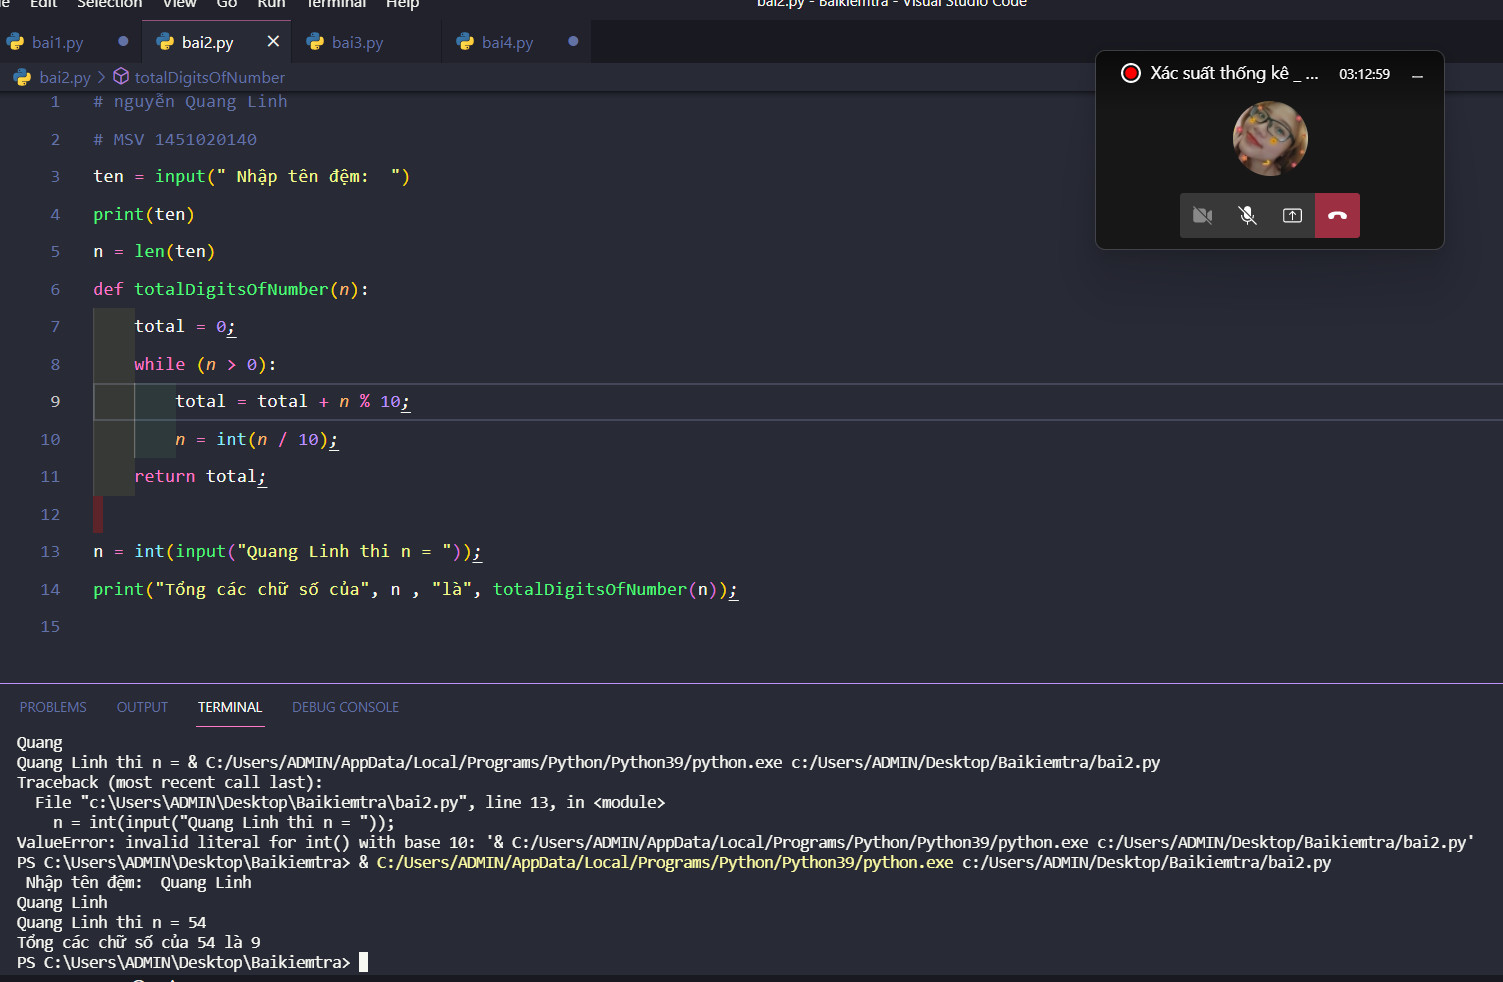 Edit Selection View Go Run Terminal Help
bai2.py - Baikiemtra - Visual Studio Code
bai1.py bai2.py bai3.py bai4.py
bai2.py > totalDigitsOfNumber
Xác suất thống kê _ ... 03:12:59
1 # nguyễn Quang Linh
2 # MSV 1451020140
3 ten = input(" Nhập tên đệm:  ")
4 print(ten)
5 n = len(ten)
6 def totalDigitsOfNumber(n):
7     total = 0;
8     while (n > 0):
9         total = total + n % 10;
10         n = int(n / 10);
11     return total;
12
13 n = int(input("Quang Linh thi n = "));
14 print("Tổng các chữ số của", n , "là", totalDigitsOfNumber(n));
15
PROBLEMS OUTPUT TERMINAL DEBUG CONSOLE
Quang
Quang Linh thi n = & C:/Users/ADMIN/AppData/Local/Programs/Python/Python39/python.exe c:/Users/ADMIN/Desktop/Baikiemtra/bai2.py
Traceback (most recent call last):
  File "c:\Users\ADMIN\Desktop\Baikiemtra\bai2.py", line 13, in <module>
    n = int(input("Quang Linh thi n = "));
ValueError: invalid literal for int() with base 10: '& C:/Users/ADMIN/AppData/Local/Programs/Python/Python39/python.exe c:/Users/ADMIN/Desktop/Baikiemtra/bai2.py'
PS C:\Users\ADMIN\Desktop\Baikiemtra> & C:/Users/ADMIN/AppData/Local/Programs/Python/Python39/python.exe c:/Users/ADMIN/Desktop/Baikiemtra/bai2.py
 Nhập tên đệm:  Quang Linh
Quang Linh
Quang Linh thi n = 54
Tổng các chữ số của 54 là 9
PS C:\Users\ADMIN\Desktop\Baikiemtra>